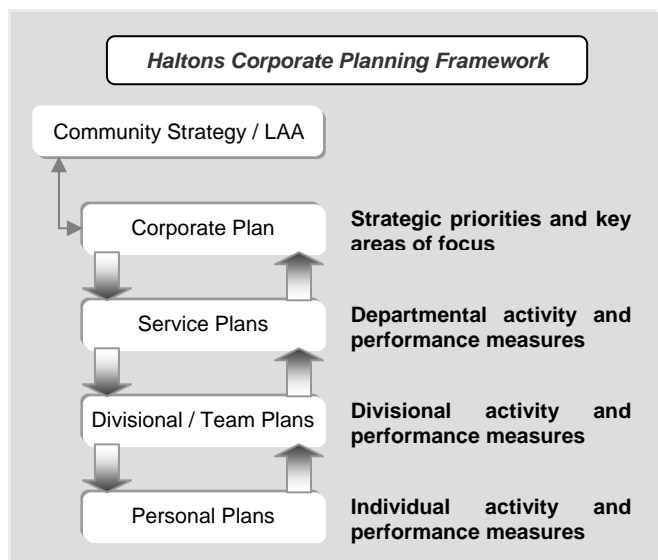 Haltons Corporate Planning Framework
Community Strategy / LAA
Corporate Plan
Strategic priorities and key
areas of focus
Service Plans
Departmental activity and
performance measures
Divisional / Team Plans
Divisional activity and
performance measures
Personal Plans
Individual activity and
performance measures